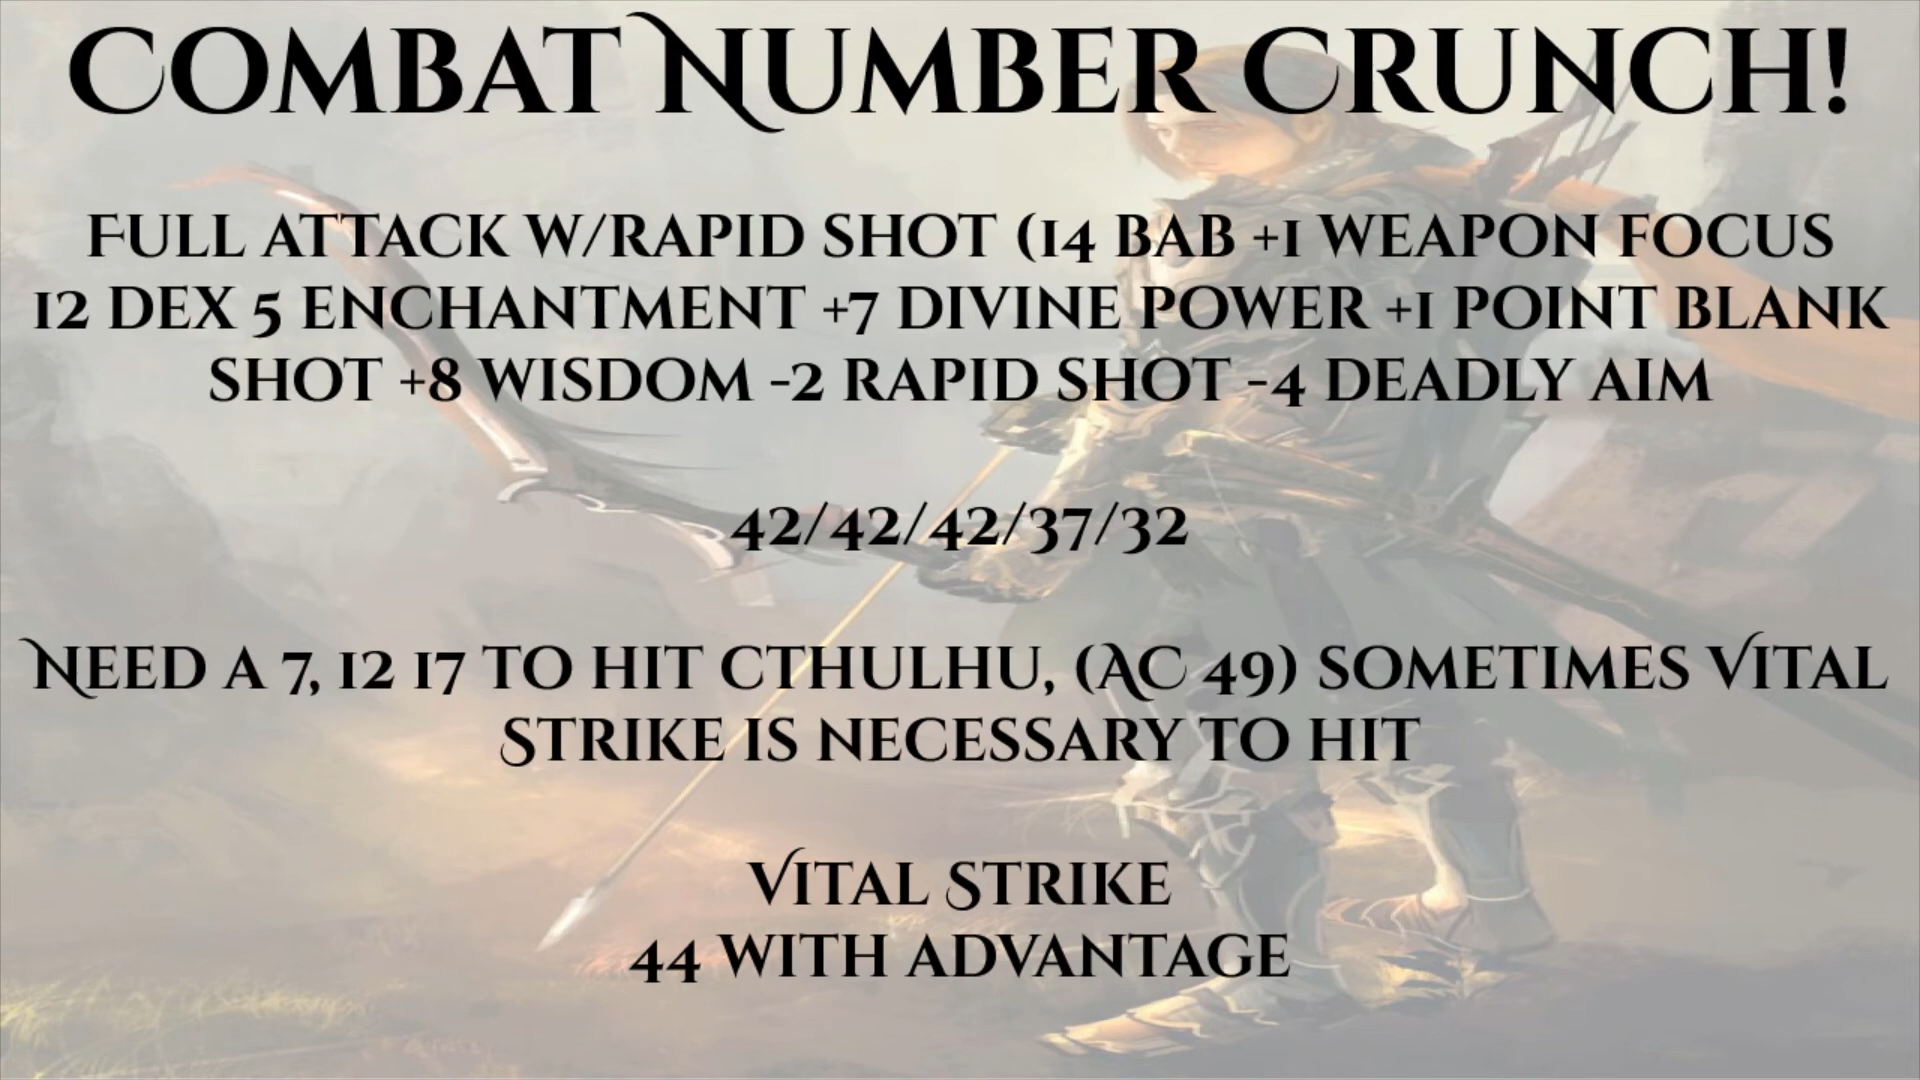 Combat Number Crunch!
Full attack w/Rapid Shot (14 BAB +1 Weapon Focus
12 Dex 5 Enchantment +7 Divine Power +1 Point Blank
Shot +8 Wisdom -2 Rapid Shot -4 Deadly Aim
42/42/42/37/32
Need a 7, 12 17 to hit Cthulhu, (AC 49) sometimes Vital
Strike is necessary to hit
Vital Strike
44 with advantage